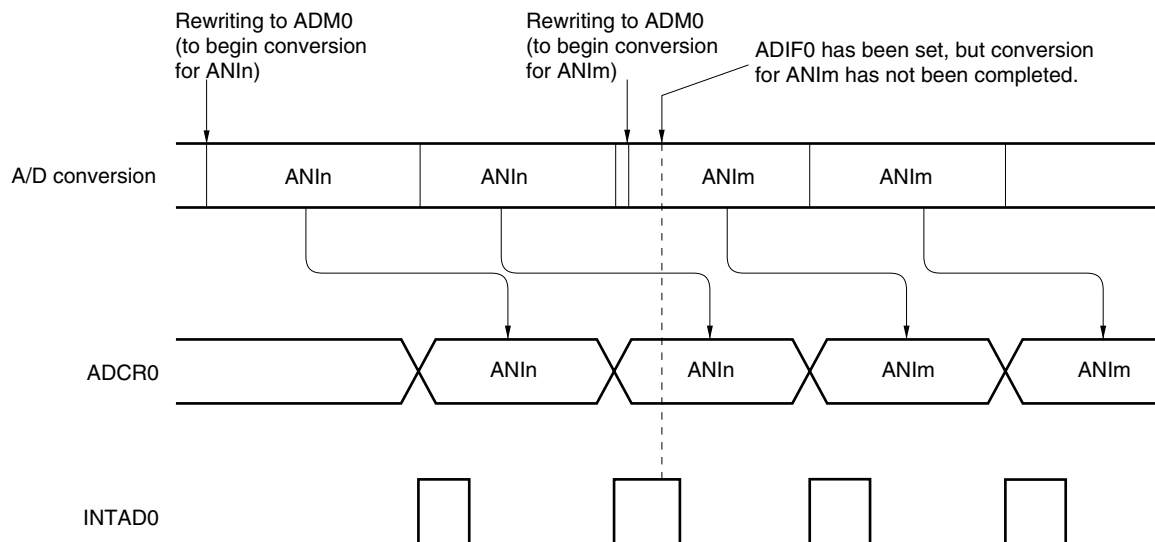 Rewriting to ADM0
(to begin conversion
for ANIn)
Rewriting to ADM0
(to begin conversion
for ANIm)
ADIF0 has been set, but conversion
for ANIm has not been completed.
A/D conversion
ANIn
ANIn
ANIm
ANIm
ADCR0
ANIn
ANIn
ANIm
ANIm
INTAD0